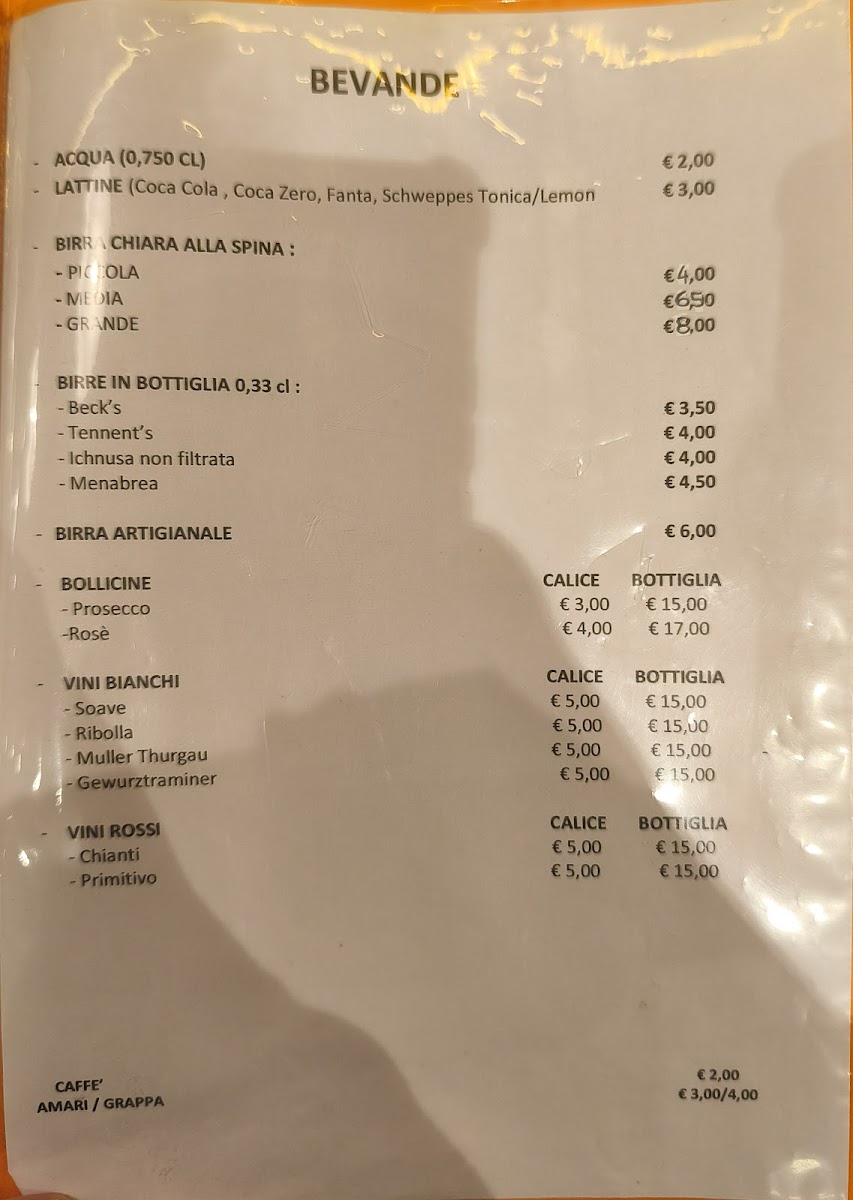 BEVANDE
- ACQUA (0,750 CL) € 2,00
- LATTINE (Coca Cola , Coca Zero, Fanta, Schweppes Tonica/Lemon € 3,00
- BIRRA CHIARA ALLA SPINA :
- PICCOLA € 4,00
- MEDIA € 6,50
- GRANDE € 8,00
- BIRRE IN BOTTIGLIA 0,33 cl :
- Beck's € 3,50
- Tennent's € 4,00
- Ichnusa non filtrata € 4,00
- Menabrea € 4,50
- BIRRA ARTIGIANALE € 6,00
- BOLLICINE CALICE BOTTIGLIA
- Prosecco € 3,00 € 15,00
-Rosè € 4,00 € 17,00
- VINI BIANCHI CALICE BOTTIGLIA
- Soave € 5,00 € 15,00
- Ribolla € 5,00 € 15,00
- Muller Thurgau € 5,00 € 15,00
- Gewurztraminer € 5,00 € 15,00
- VINI ROSSI CALICE BOTTIGLIA
- Chianti € 5,00 € 15,00
- Primitivo € 5,00 € 15,00
CAFFE' € 2,00
AMARI / GRAPPA € 3,00/4,00